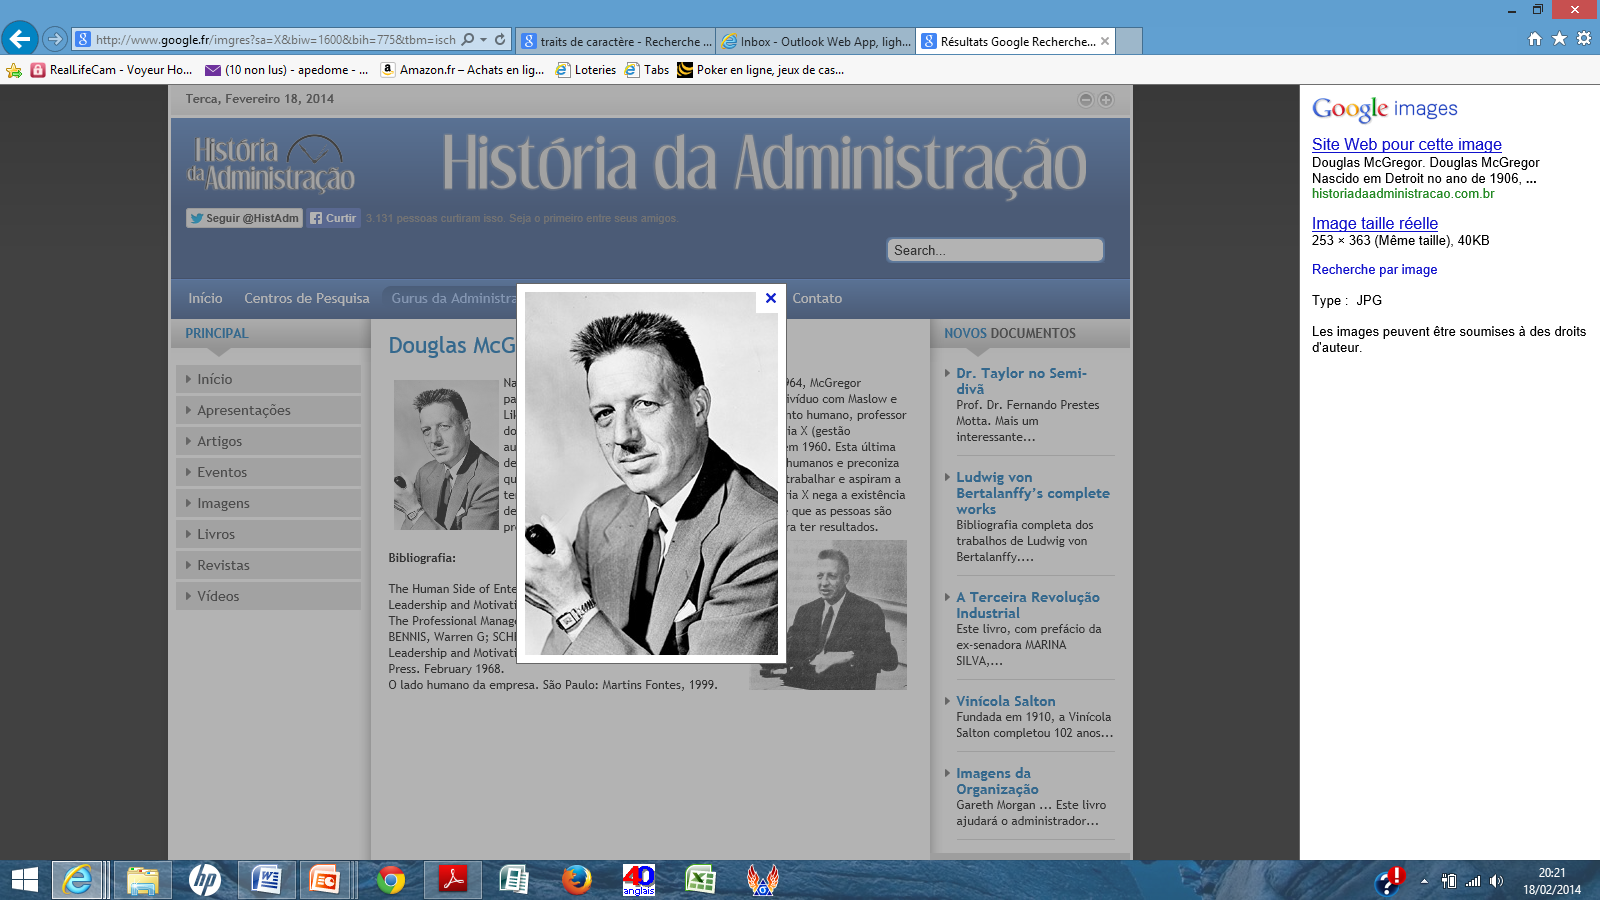 http://www.google.fr/imgres?sa=X&biw=1600&bih=775&tbm=isch
traits de caractère - Recherche ...
Inbox - Outlook Web App, ligh...
Résultats Google Recherche...
RealLifeCam - Voyeur Ho...
(10 non lus) - apedome - ...
Amazon.fr – Achats en lig...
Loteries
Tabs
Poker en ligne, jeux de cas...
Terca, Fevereiro 18, 2014
História da Administração
História da Administração
Seguir @HistAdm
Curtir
3.131 pessoas curtiram isso. Seja o primeiro entre seus amigos.
Search...
Início
Centros de Pesquisa
Gurus da Administra
Contato
PRINCIPAL
Início
Apresentações
Artigos
Eventos
Imagens
Livros
Revistas
Vídeos
Douglas McG
964, McGregor
ivíduo com Maslow e
nto humano, professor
ia X (gestão
em 1960. Esta última
humanos e preconiza
trabalhar e aspiram a
ria X nega a existência
que as pessoas são
ra ter resultados.
Bibliografia:
The Human Side of Ente
Leadership and Motivati
The Professional Manage
BENNIS, Warren G; SCHE
Leadership and Motivati
Press. February 1968.
O lado humano da empresa. São Paulo: Martins Fontes, 1999.
NOVOS DOCUMENTOS
Dr. Taylor no Semi-
divã
Prof. Dr. Fernando Prestes
Motta. Mais um
interessante...
Ludwig von
Bertalanffy's complete
works
Bibliografia completa dos
trabalhos de Ludwig von
Bertalanffy....
A Terceira Revolução
Industrial
Este livro, com prefácio da
ex-senadora MARINA
SILVA,...
Vinícola Salton
Fundada em 1910, a Vinícola
Salton completou 102 anos...
Imagens da
Organização
Gareth Morgan ... Este livro
ajudará o administrador...
Google images
Site Web pour cette image
Douglas McGregor. Douglas McGregor
Nascido em Detroit no ano de 1906, ...
historiadaadministracao.com.br
Image taille réelle
253 × 363 (Même taille), 40KB
Recherche par image
Type : JPG
Les images peuvent être soumises à des droits
d'auteur.
40
anglais
20:21
18/02/2014